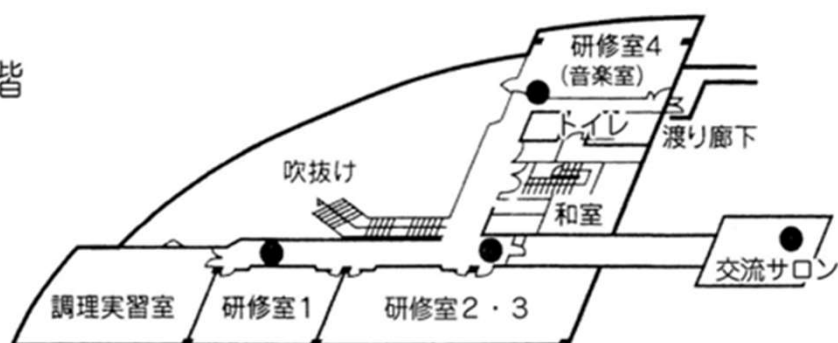 階
研修室4
(音楽室)
トイレ
渡り廊下
吹抜け
和室
交流サロン
調理実習室
研修室1
研修室2・3